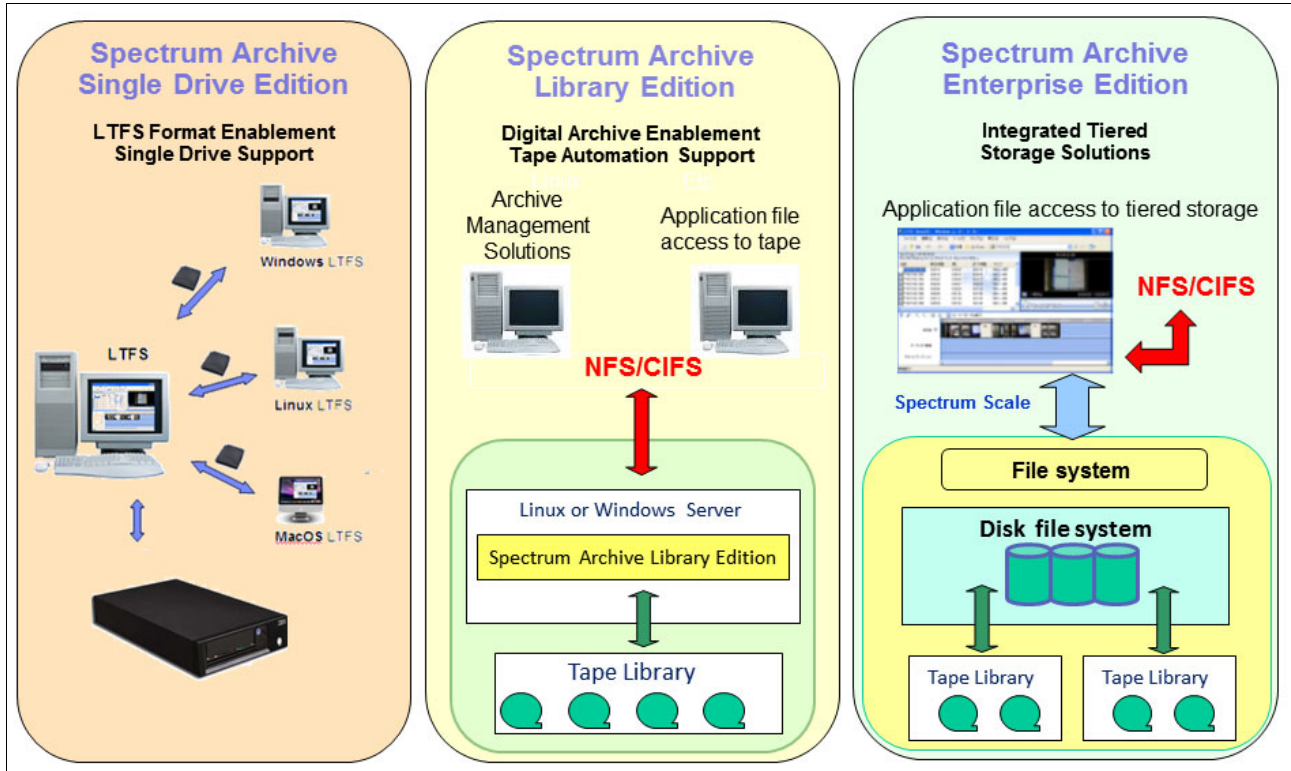 Spectrum Archive
Single Drive Edition
LTFS Format Enablement
Single Drive Support
Windows LTFS
LTFS
Linux LTFS
MacOS LTFS
Spectrum Archive
Library Edition
Digital Archive Enablement
Tape Automation Support
Archive
Management
Solutions
Application file
access to tape
NFS/CIFS
Linux or Windows Server
Spectrum Archive Library Edition
Tape Library
Spectrum Archive
Enterprise Edition
Integrated Tiered
Storage Solutions
Application file access to tiered storage
NFS/CIFS
Spectrum Scale
File system
Disk file system
Tape Library
Tape Library